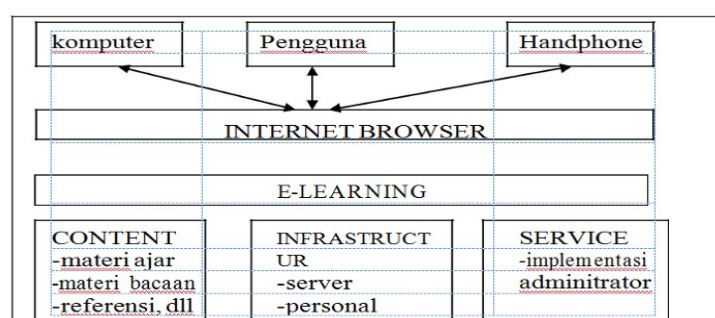 komputer
Pengguna
Handphone
INTERNET BROWSER
E-LEARNING
CONTENT
-materi ajar
-materi bacaan
-referensi, dll
INFRASTRUCT
UR
-server
-personal
SERVICE
-implementasi
adminitrator